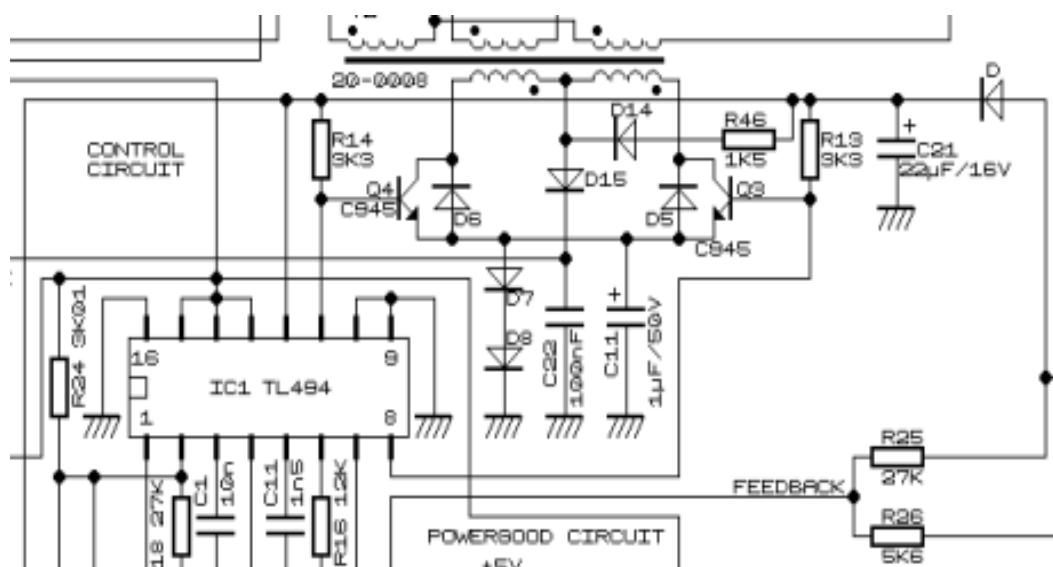 20-0008
D
D14
R46
1K5
R14
3K3
R13
3K3
+
C21
22µF/16V
CONTROL
CIRCUIT
D15
Q4
C945
D6
D5
Q3
C945
D7
+
R24 3K01
D8
C22
100nF
C11
1µF/50V
16
9
IC1 TL494
1
8
R25
27K
FEEDBACK
18 27K
C1
10n
C11
1n5
R16 12K
R26
5K6
POWERGOOD CIRCUIT
+5V